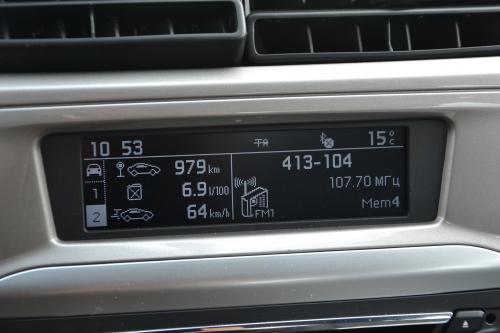 10 53 TA 15°C
979 km 413-104
1 6.9 l/100 107.70 МГц
2 64 km/h FM1 Mem4